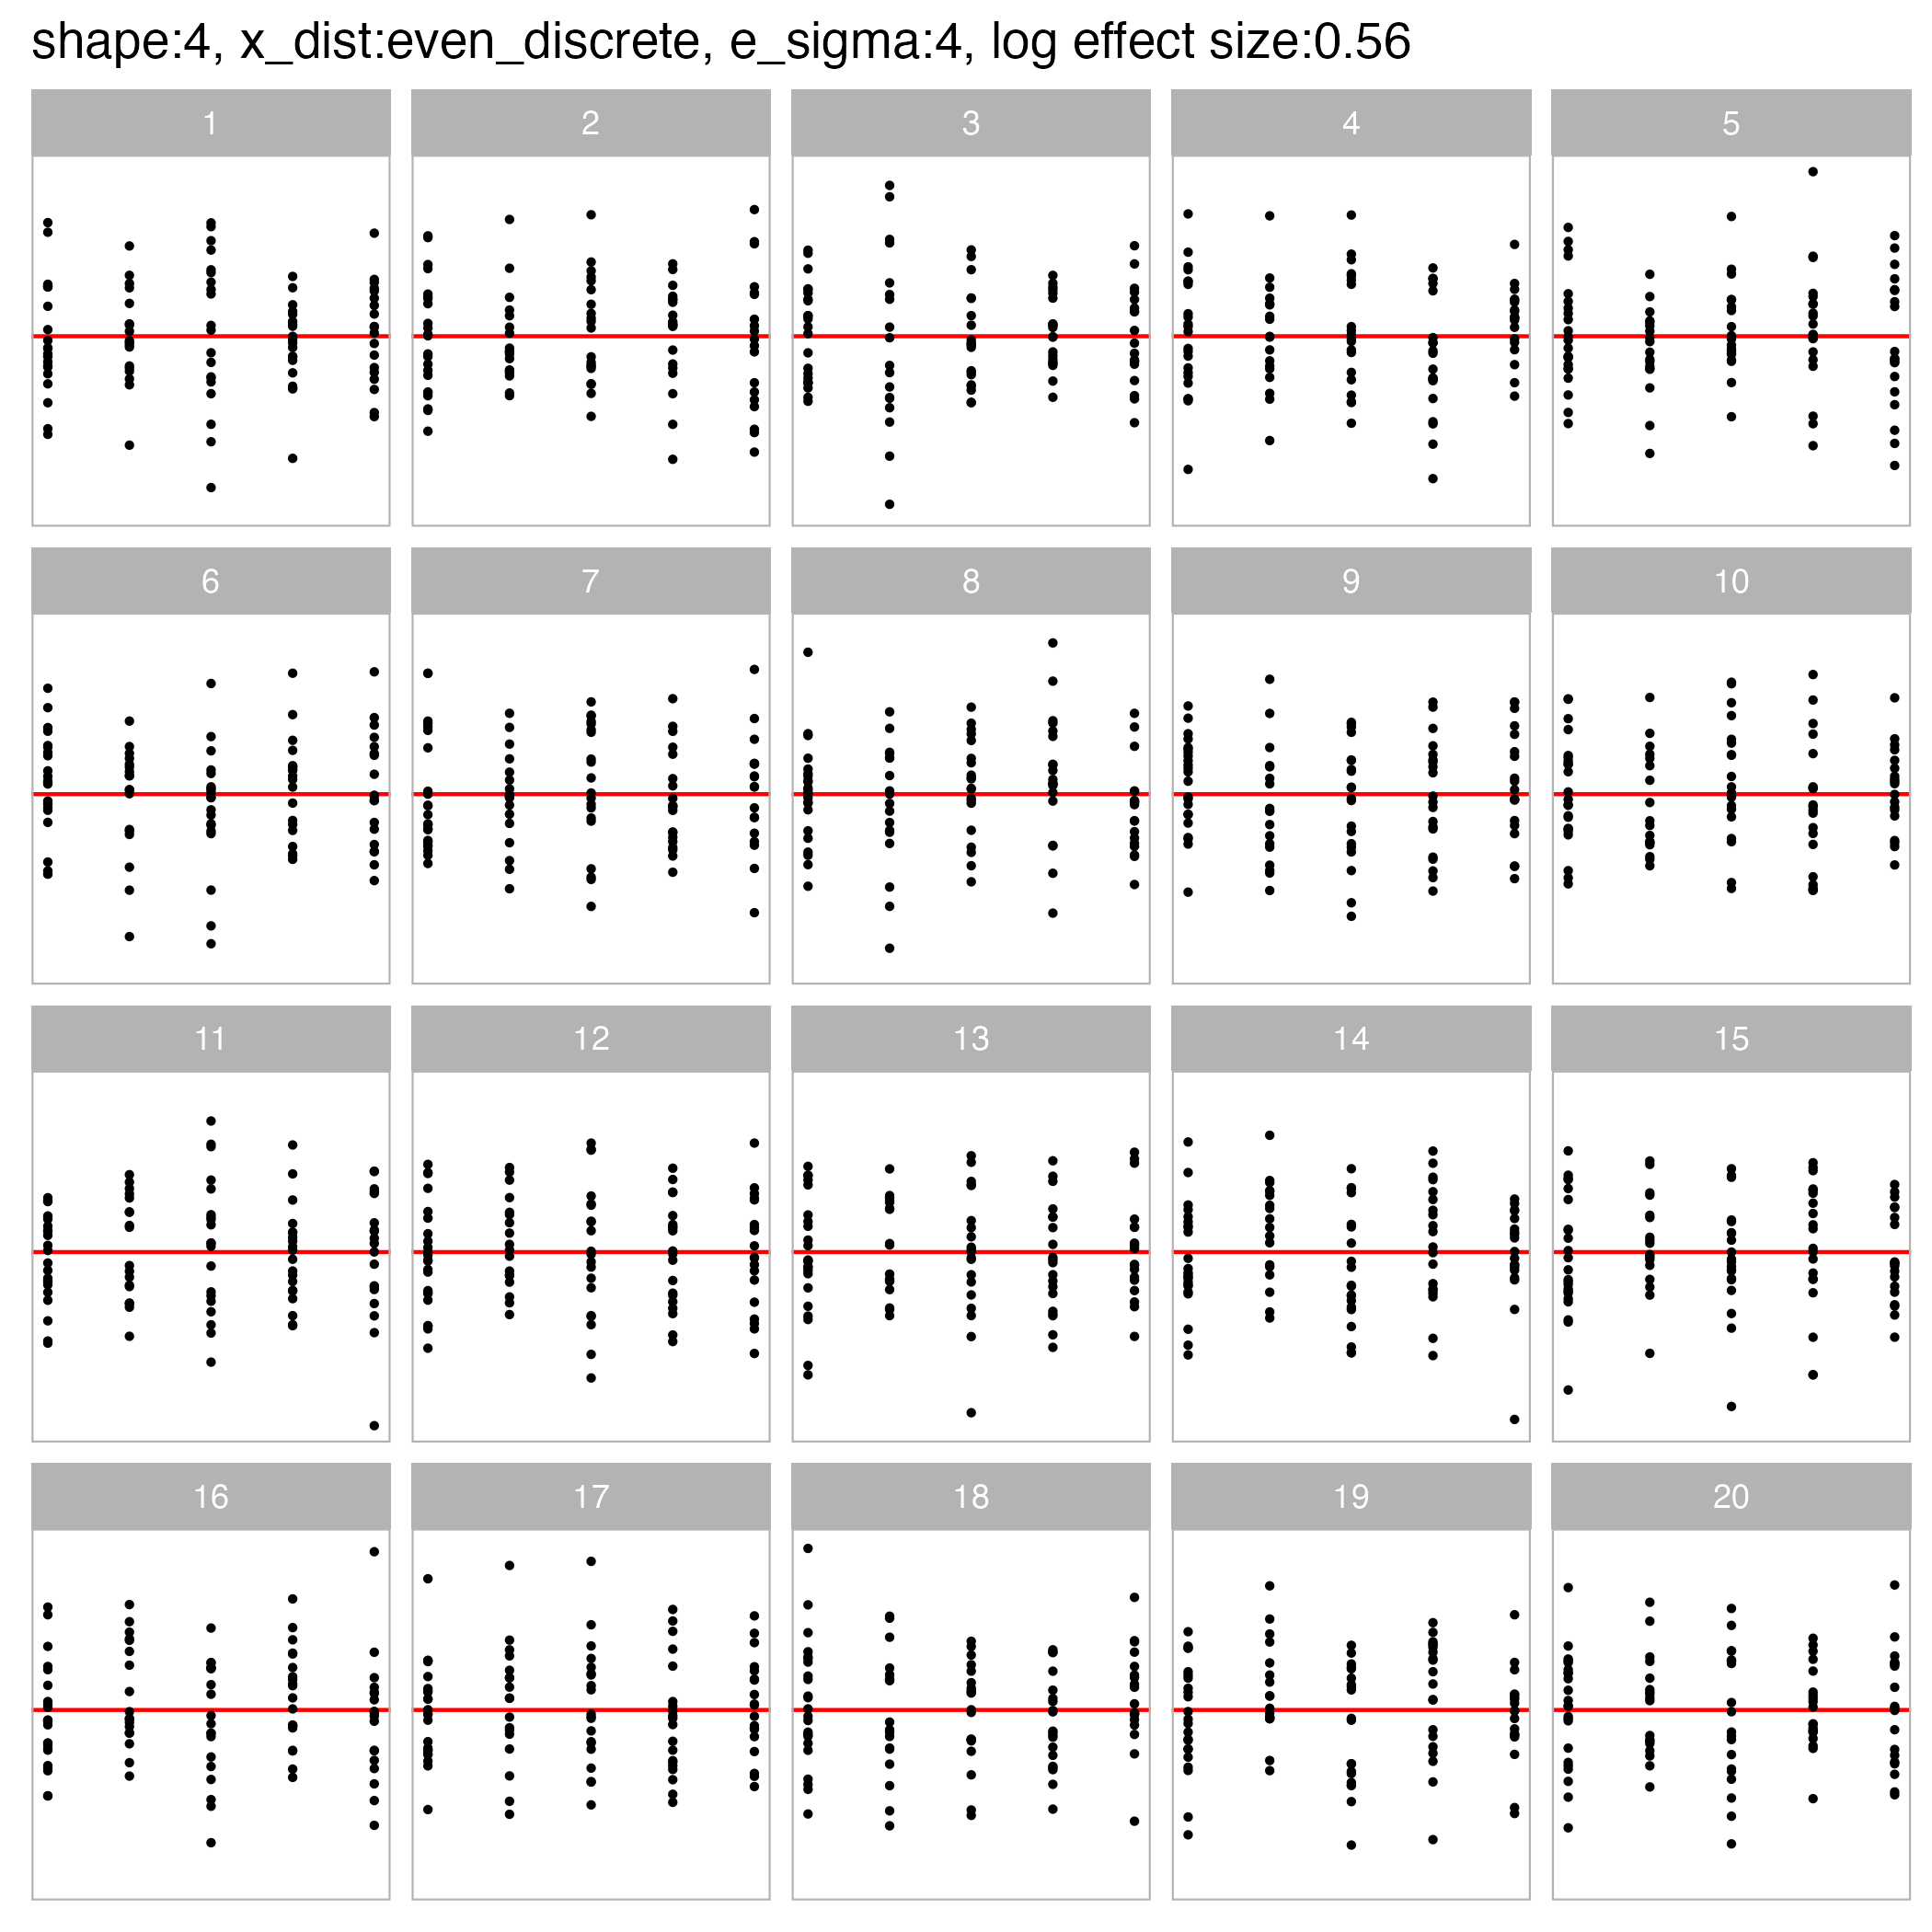 shape:4, x_dist:even_discrete, e_sigma:4, log effect size:0.56
1 2 3 4 5
6 7 8 9 10
11 12 13 14 15
16 17 18 19 20